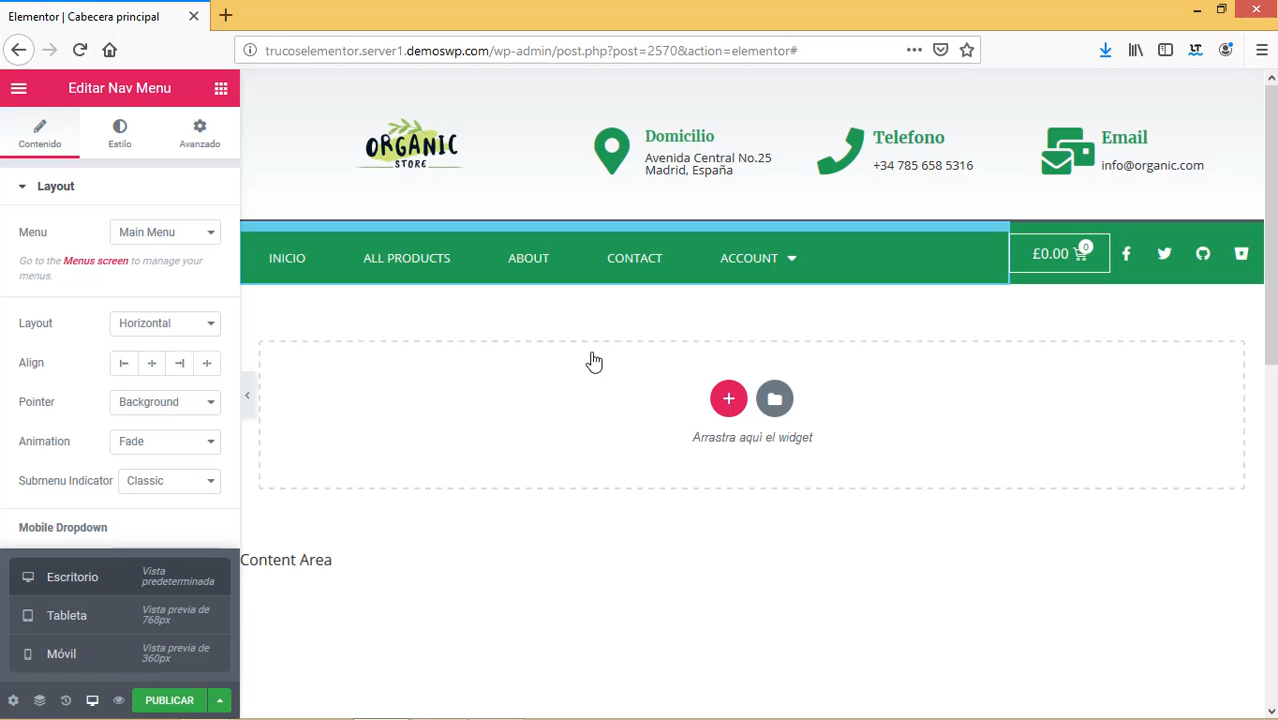 Elementor | Cabecera principal
trucoselementor.server1.demoswp.com/wp-admin/post.php?post=2570&action=elementor#
Editar Nav Menu
Contenido
Estilo
Avanzado
Layout
Menu
Main Menu
Go to the Menus screen to manage your
menus.
Layout
Horizontal
Align
Pointer
Background
Animation
Fade
Submenu Indicator
Classic
Mobile Dropdown
Escritorio
Vista
predeterminada
Tableta
Vista previa de
768px
Móvil
Vista previa de
360px
PUBLICAR
ORGANIC
STORE
Domicilio
Avenida Central No.25
Madrid, España
Telefono
+34 785 658 5316
Email
info@organic.com
INICIO
ALL PRODUCTS
ABOUT
CONTACT
ACCOUNT
£0.00
0
Arrastra aquí el widget
Content Area